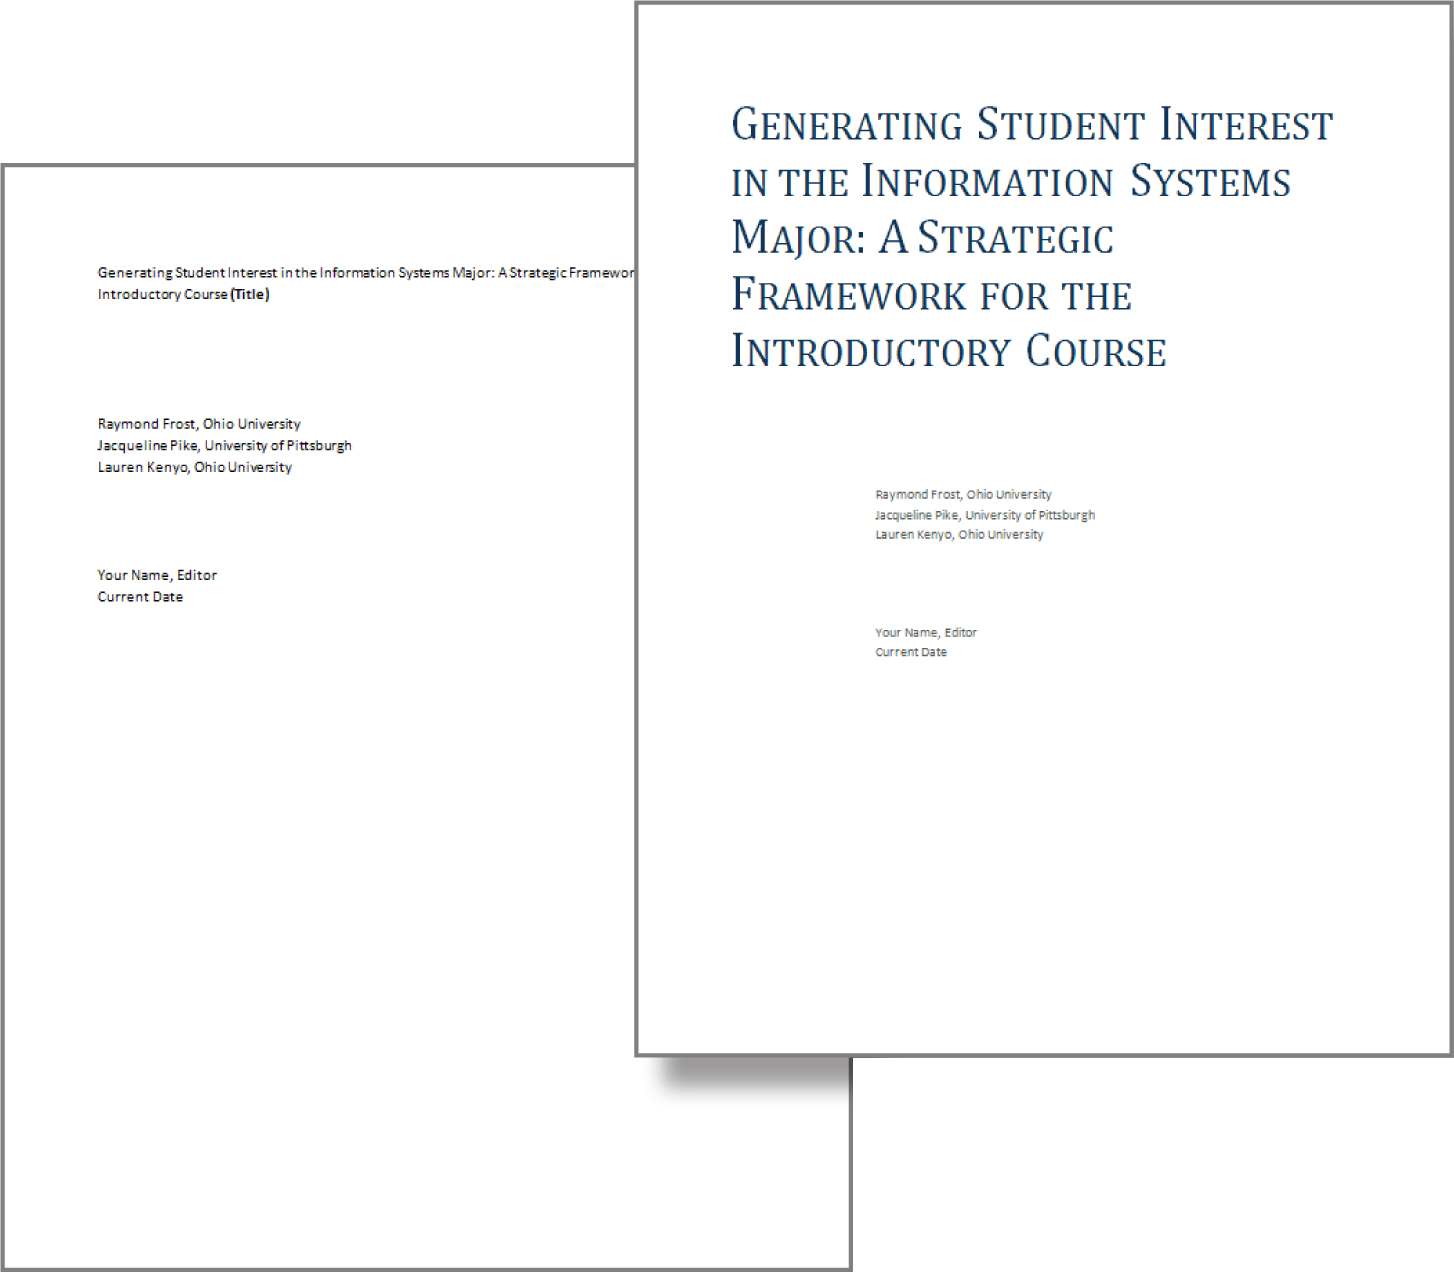 Generating Student Interest in the Information Systems Major: A Strategic
Introductory Course (Title)
Raymond Frost, Ohio University
Jacqueline Pike, University of Pittsburgh
Lauren Kenyo, Ohio University
Your Name, Editor
Current Date
GENERATING STUDENT INTEREST
IN THE INFORMATION SYSTEMS
MAJOR: A STRATEGIC
FRAMEWORK FOR THE
INTRODUCTORY COURSE
Raymond Frost, Ohio University
Jacqueline Pike, University of Pittsburgh
Lauren Kenyo, Ohio University
Your Name, Editor
Current Date